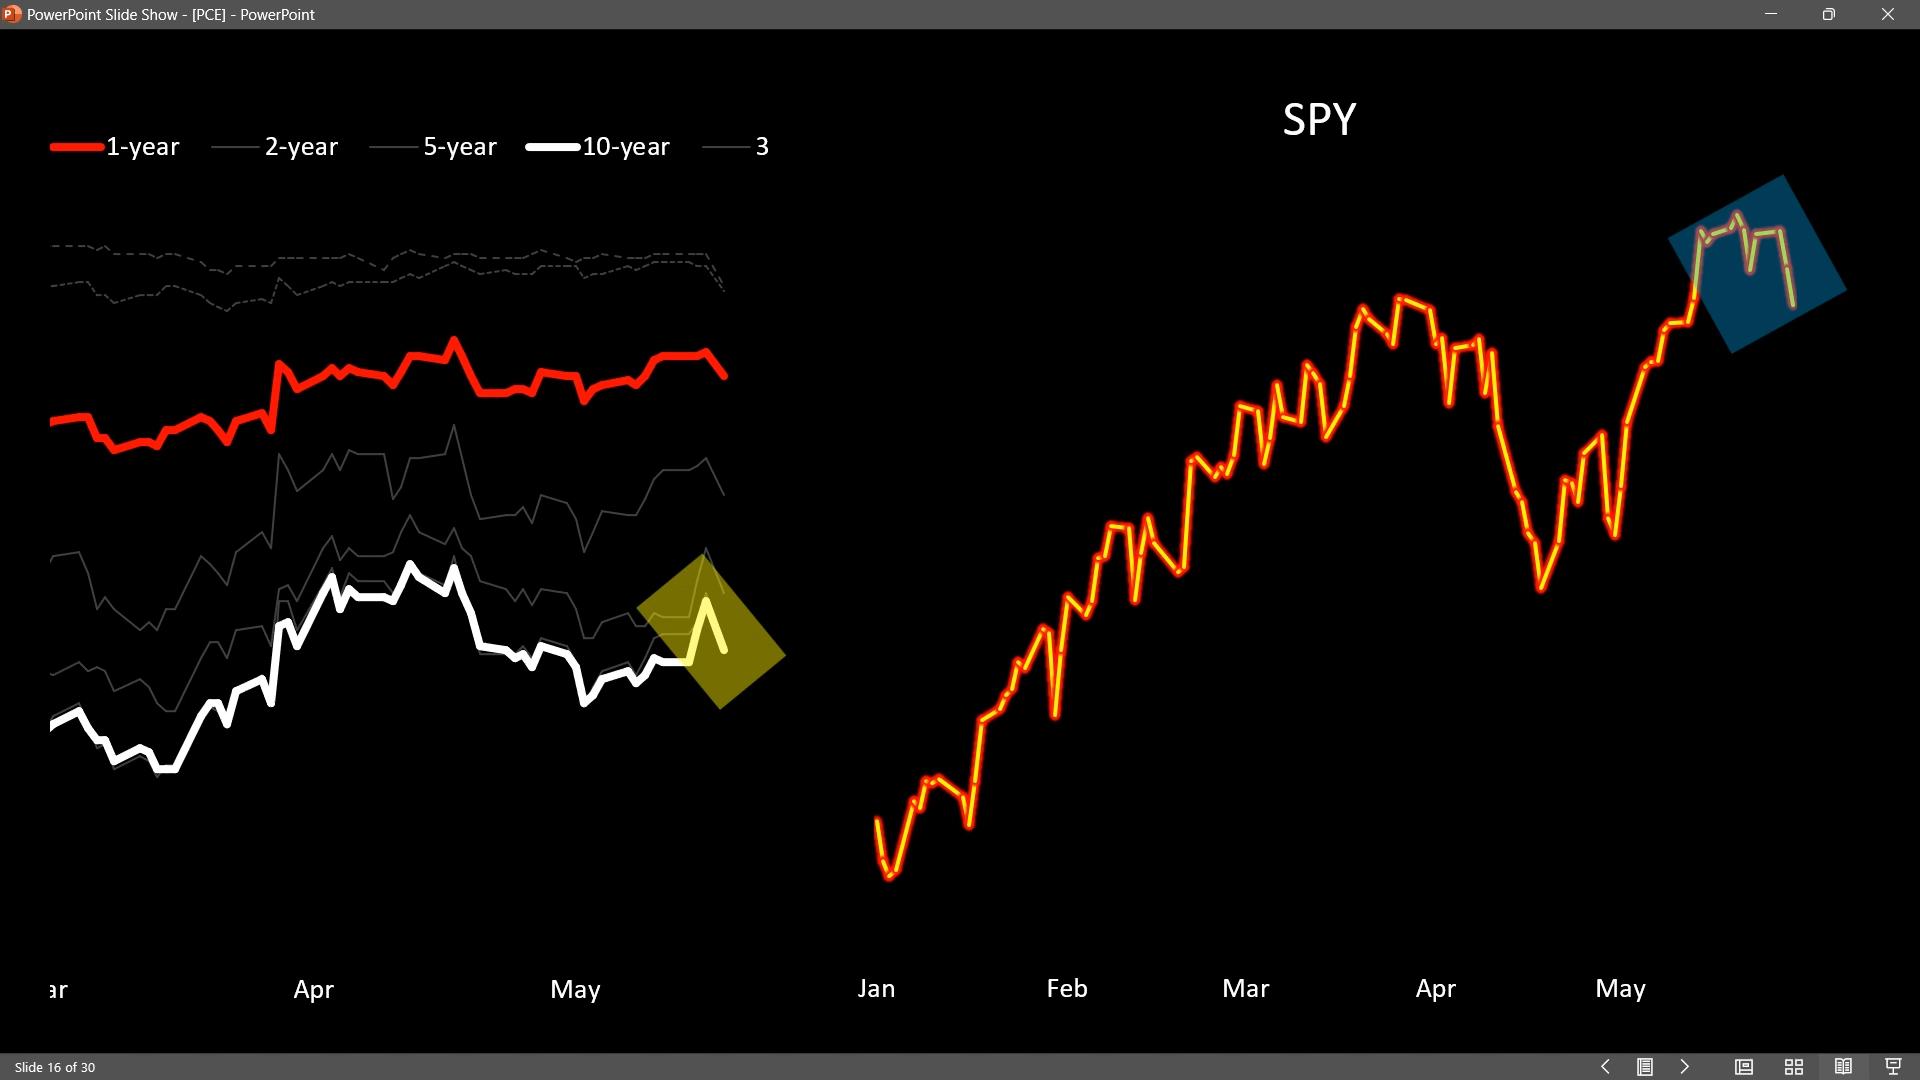 PowerPoint Slide Show - [PCE] - PowerPoint
SPY
1-year 2-year 5-year 10-year 3
ar Apr May
Jan Feb Mar Apr May
Slide 16 of 30